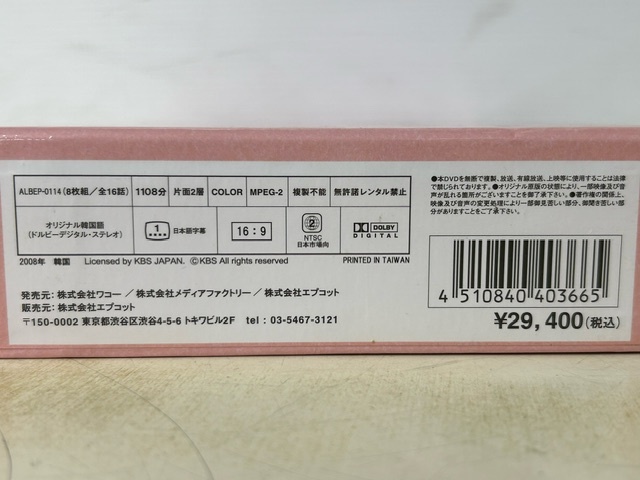 ALBEP-0114(8枚組／全16話)
1108分
片面2層
COLOR
MPEG-2
複製不能
無許諾レンタル禁止
オリジナル韓国語
(ドルビーデジタル・ステレオ)
1
日本語字幕
16:9
2
NTSC
日本市場向
DOLBY
DIGITAL
2008年 韓国 Licensed by KBS JAPAN. ©KBS All rights reserved
PRINTED IN TAIWAN
発売元: 株式会社ワコー／株式会社メディアファクトリー／株式会社エプコット
販売元: 株式会社エプコット
〒150-0002 東京都渋谷区渋谷4-5-6 トキワビル2F tel : 03-5467-3121
●本DVDを無断で複製、放送、有線放送、上映等に使用することは法律
で禁じられております。●オリジナル原版の状態により、一部映像及び音
声が乱れる箇所がございますことをご了承下さい。●著作権の関係上、
映像及び音声の変更処理により一部御見苦しい部分、御聞き苦しい部
分がありますことをご了承下さい。
4 510840 403665
¥29,400(税込)